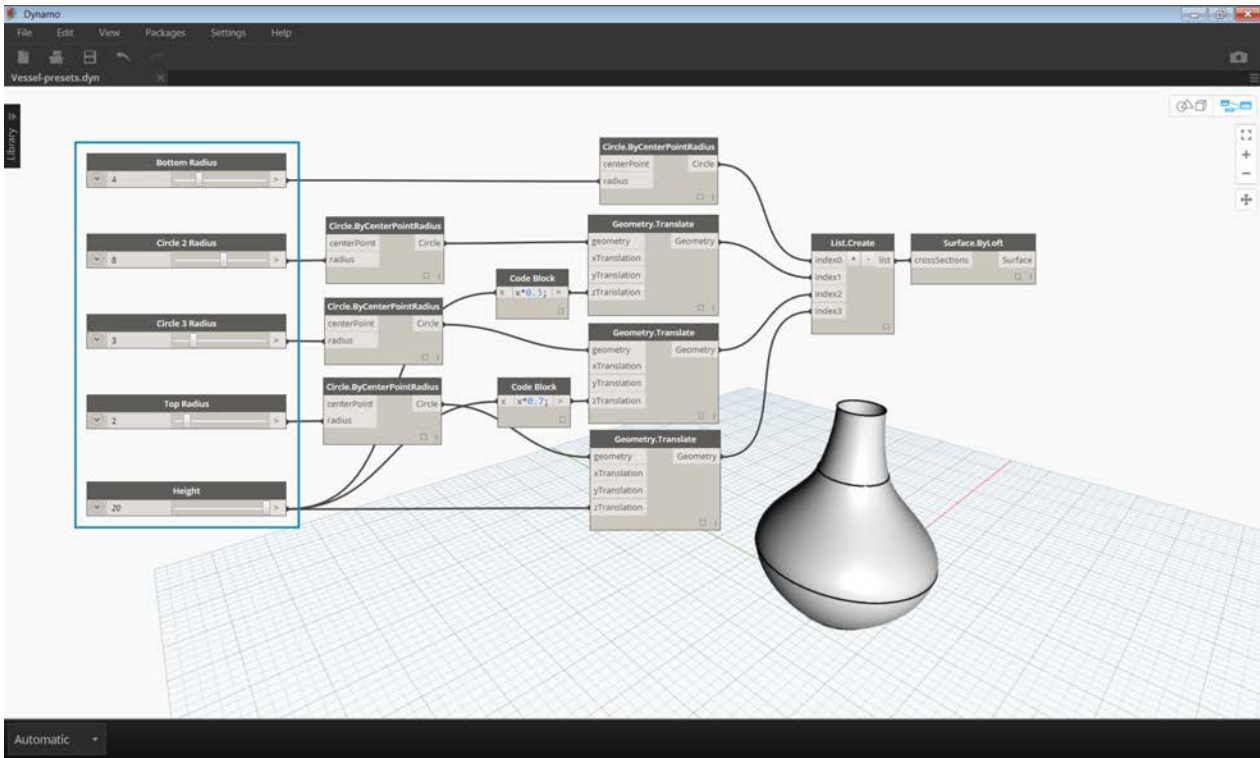 Dynamo
File Edit View Packages Settings Help
Vessel-presets.dyn
Library
Bottom Radius
4 >
Circle 2 Radius
8 >
Circle 3 Radius
3 >
Top Radius
2 >
Height
20 >
Circle.ByCenterPointRadius
centerPoint Circle
radius
Circle.ByCenterPointRadius
centerPoint Circle
radius
Circle.ByCenterPointRadius
centerPoint Circle
radius
Code Block
x x*0.3; >
Code Block
x x*0.7; >
Circle.ByCenterPointRadius
centerPoint Circle
radius
Geometry.Translate
geometry Geometry
xTranslation
yTranslation
zTranslation
Geometry.Translate
geometry Geometry
xTranslation
yTranslation
zTranslation
Geometry.Translate
geometry Geometry
xTranslation
yTranslation
zTranslation
List.Create
index0 + - list
index1
index2
index3
Surface.ByLoft
crossSections Surface
Automatic